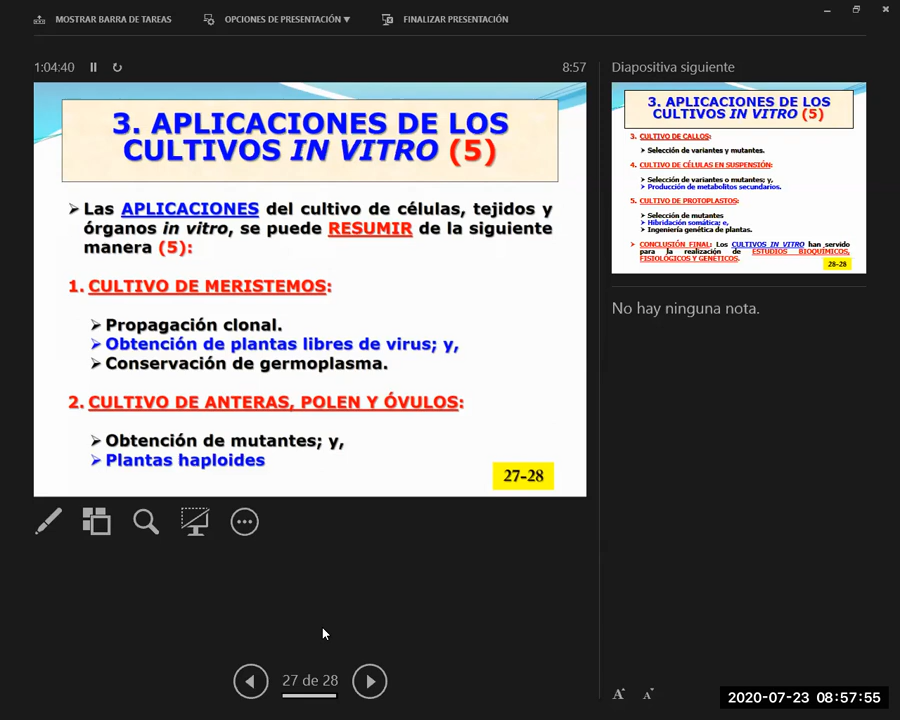 MOSTRAR BARRA DE TAREAS
OPCIONES DE PRESENTACIÓN ▼
FINALIZAR PRESENTACIÓN
1:04:40
8:57
3. APLICACIONES DE LOS
CULTIVOS IN VITRO (5)
➢ Las APLICACIONES del cultivo de células, tejidos y
órganos in vitro, se puede RESUMIR de la siguiente
manera (5):
1. CULTIVO DE MERISTEMOS:
➢ Propagación clonal.
➢ Obtención de plantas libres de virus; y,
➢ Conservación de germoplasma.
2. CULTIVO DE ANTERAS, POLEN Y ÓVULOS:
➢ Obtención de mutantes; y,
➢ Plantas haploides
27-28
27 de 28
Diapositiva siguiente
3. APLICACIONES DE LOS
CULTIVOS IN VITRO (5)
3. CULTIVO DE CALLOS:
➢ Selección de variantes y mutantes.
4. CULTIVO DE CÉLULAS EN SUSPENSIÓN:
➢ Selección de variantes o mutantes; y,
➢ Producción de metabolitos secundarios.
5. CULTIVO DE PROTOPLASTOS:
➢ Selección de mutantes
➢ Hibridación somática; e,
➢ Ingeniería genética de plantas.
➢ CONCLUSIÓN FINAL: Los CULTIVOS IN VITRO han servido
para la realización de ESTUDIOS BIOQUÍMICOS,
FISIOLÓGICOS Y GENÉTICOS.
28-28
No hay ninguna nota.
A A
2020-07-23 08:57:55